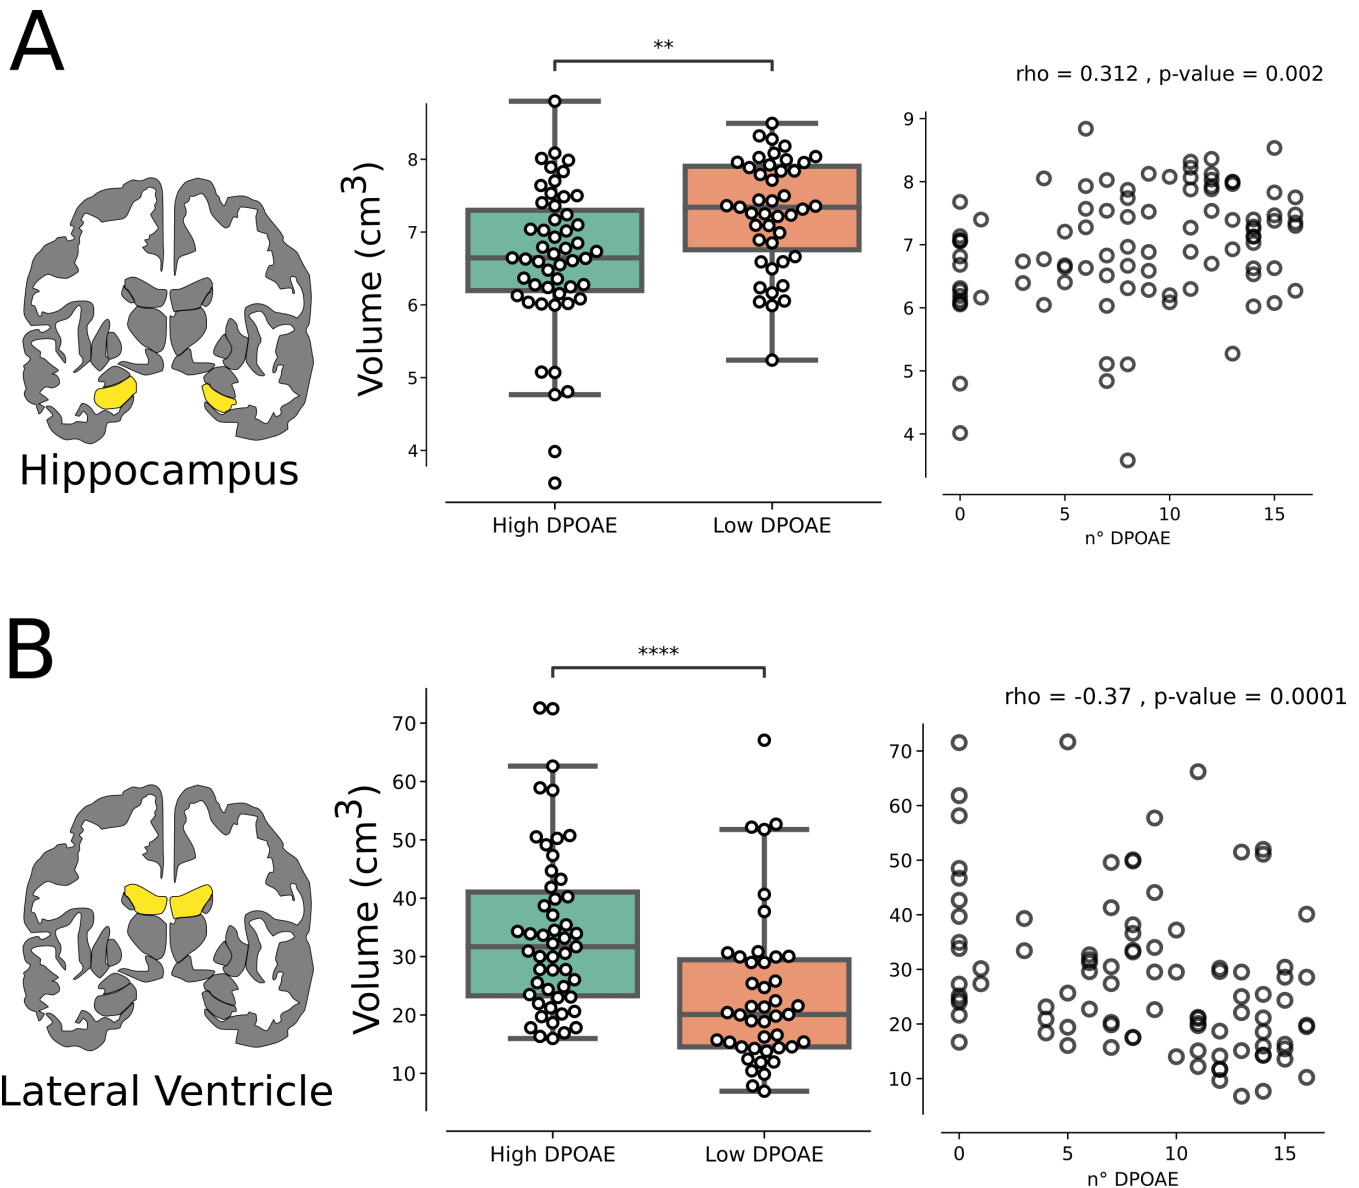 A
**
rho = 0.312 , p-value = 0.002
Volume (cm³)
8
7
6
5
4
High DPOAE
Low DPOAE
9
8
7
6
5
4
0
5
10
15
n° DPOAE
Hippocampus
B
****
rho = -0.37 , p-value = 0.0001
Volume (cm³)
70
60
50
40
30
20
10
High DPOAE
Low DPOAE
70
60
50
40
30
20
10
0
5
10
15
n° DPOAE
Lateral Ventricle